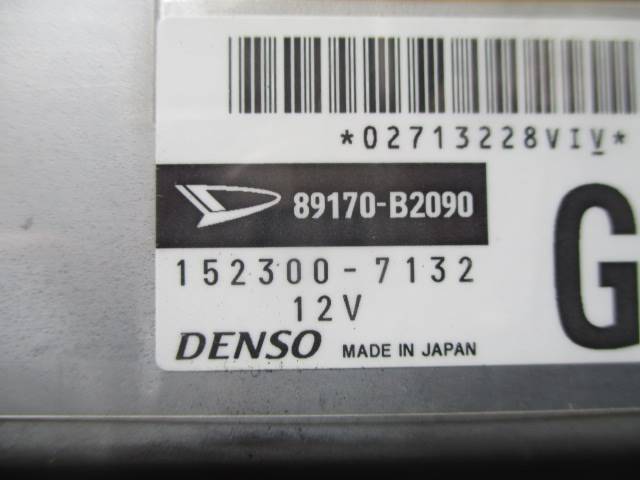 *02713228VIV*
89170-B2090
152300-7132
12V
G
DENSO MADE IN JAPAN